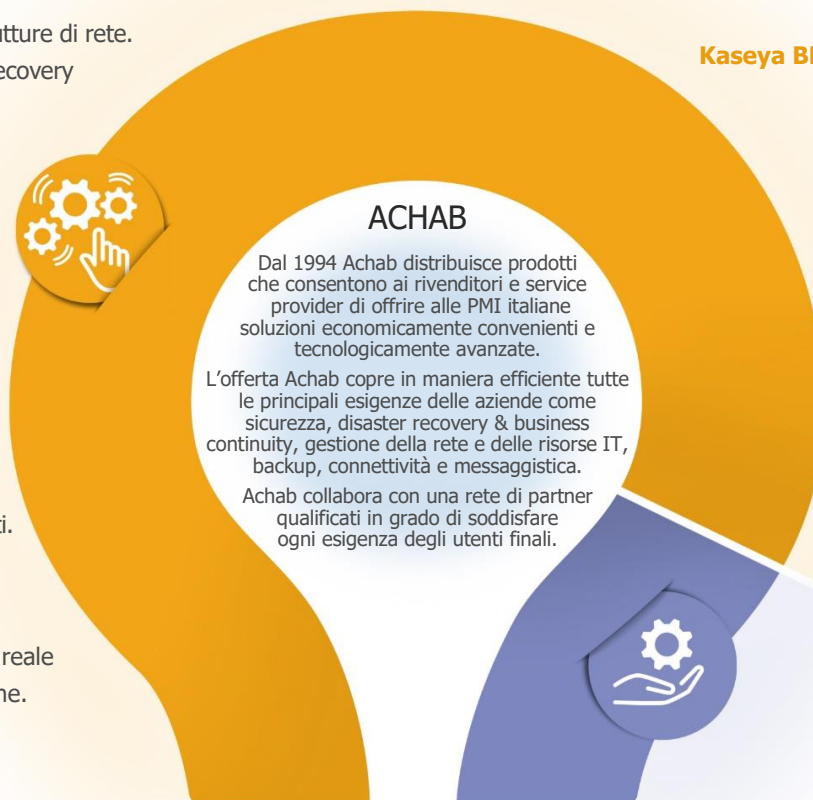 utture di rete.
ecovery
Kaseya
ACHAB
Dal 1994 Achab distribuisce prodotti
che consentono ai rivenditori e service
provider di offrire alle PMI italiane
soluzioni economicamente convenienti e
tecnologicamente avanzate.
L’offerta Achab copre in maniera efficiente tutte
le principali esigenze delle aziende come
sicurezza, disaster recovery & business
continuity, gestione della rete e delle risorse IT,
backup, connettività e messaggistica.
Achab collabora con una rete di partner
qualificati in grado di soddisfare
ogni esigenza degli utenti finali.
ti.
reale
ne.